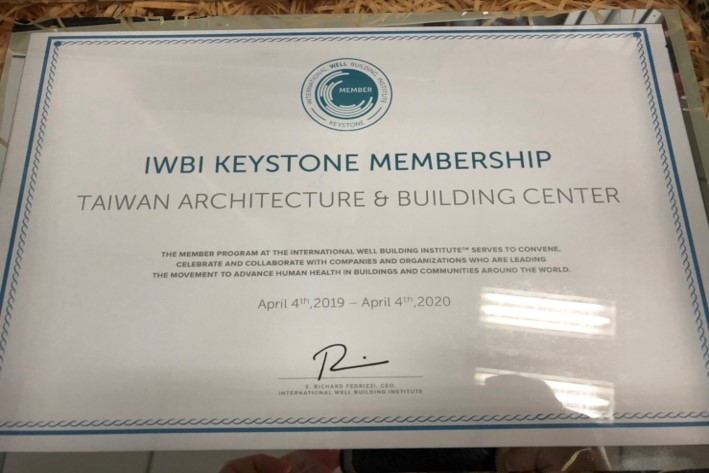 INTERNATIONAL WELL BUILDING INSTITUTE
MEMBER
KEYSTONE
IWBI KEYSTONE MEMBERSHIP
TAIWAN ARCHITECTURE & BUILDING CENTER
THE MEMBER PROGRAM AT THE INTERNATIONAL WELL BUILDING INSTITUTE™ SERVES TO CONVENE,
CELEBRATE AND COLLABORATE WITH COMPANIES AND ORGANIZATIONS WHO ARE LEADING
THE MOVEMENT TO ADVANCE HUMAN HEALTH IN BUILDINGS AND COMMUNITIES AROUND THE WORLD.
April 4th,2019 – April 4th,2020
S. RICHARD FEDRIZZI, CEO,
INTERNATIONAL WELL BUILDING INSTITUTE